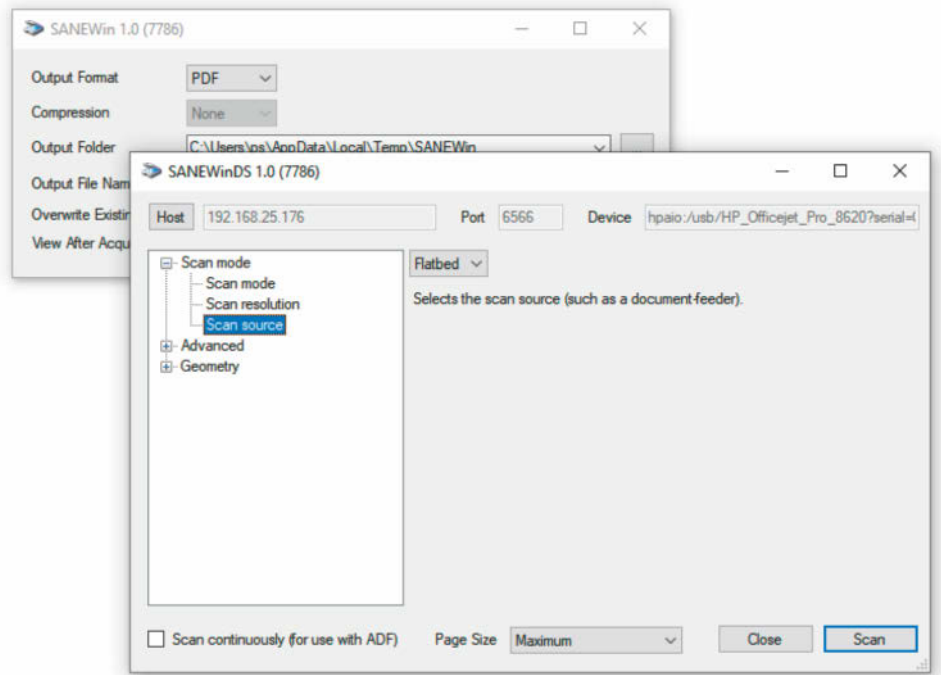 SANEWin 1.0 (7786)
Output Format PDF
Compression None
Output Folder C:\Users\ps\AppData\Local\Temp\SANEWin ...
Output File Nam
Overwrite Existin
View After Acqu
SANEWinDS 1.0 (7786)
Host 192.168.25.176 Port 6566 Device hpaio:/usb/HP_Officejet_Pro_8620?serial=
Scan mode
Scan mode
Scan resolution
Scan source
Advanced
Geometry
Flatbed
Selects the scan source (such as a document-feeder).
Scan continuously (for use with ADF) Page Size Maximum Close Scan